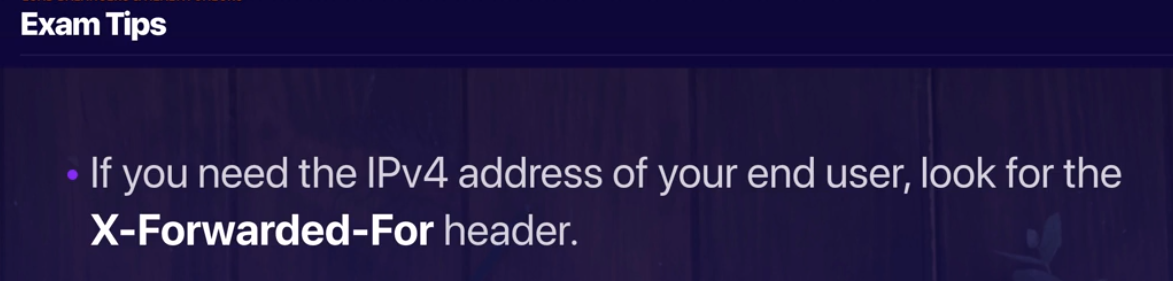 Exam Tips
• If you need the IPv4 address of your end user, look for the
X-Forwarded-For header.